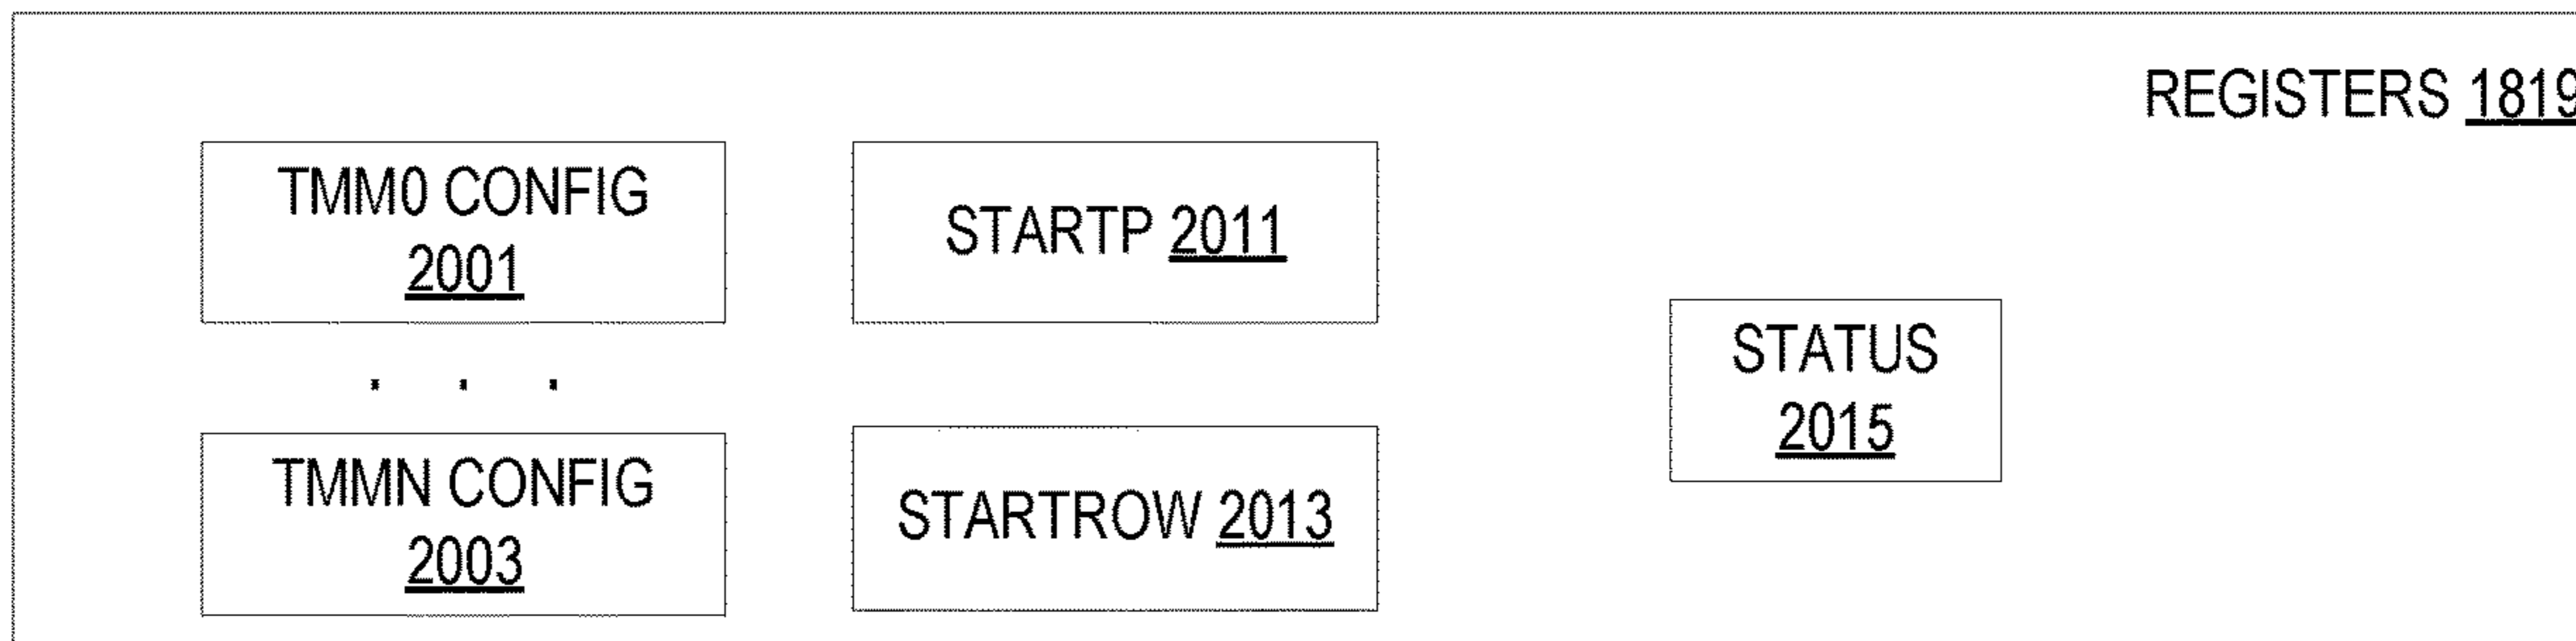 REGISTERS 1819
TMM0 CONFIG
2001
STARTP 2011
. . .
STATUS
2015
TMMN CONFIG
2003
STARTROW 2013